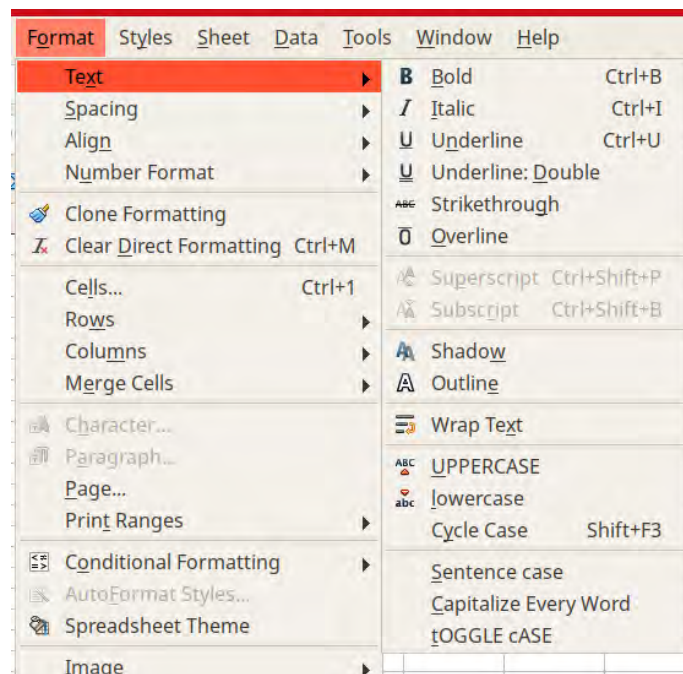 Format Styles Sheet Data Tools Window Help
Text
Spacing
Align
Number Format
Clone Formatting
Clear Direct Formatting Ctrl+M
Cells... Ctrl+1
Rows
Columns
Merge Cells
Character...
Paragraph...
Page...
Print Ranges
Conditional Formatting
AutoFormat Styles...
Spreadsheet Theme
Image
B Bold Ctrl+B
I Italic Ctrl+I
U Underline Ctrl+U
U Underline: Double
ABC Strikethrough
O Overline
Superscript Ctrl+Shift+P
Subscript Ctrl+Shift+B
Shadow
A Outline
Wrap Text
ABC UPPERCASE
abc lowercase
Cycle Case Shift+F3
Sentence case
Capitalize Every Word
tOGGLE cASE